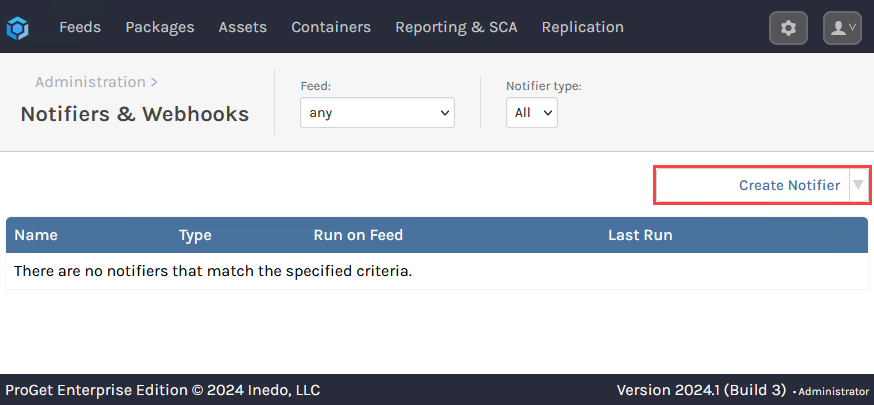 Feeds Packages Assets Containers Reporting & SCA Replication
Administration >
Notifiers & Webhooks
Feed:
any
Notifier type:
All
Create Notifier
Name Type Run on Feed Last Run
There are no notifiers that match the specified criteria.
ProGet Enterprise Edition © 2024 Inedo, LLC
Version 2024.1 (Build 3) • Administrator